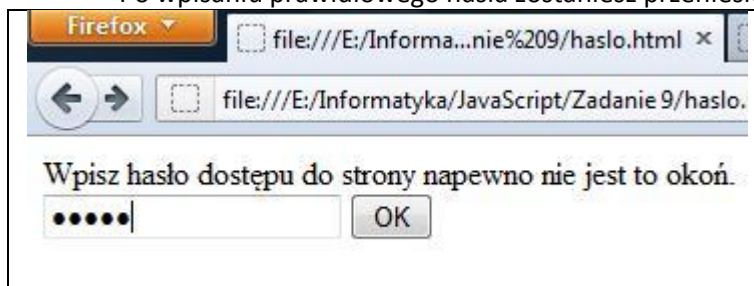 Firefox
file:///E:/Informa...nie%209/haslo.html ×
file:///E:/Informatyka/JavaScript/Zadanie 9/haslo.
Wpisz hasło dostępu do strony napewno nie jest to okoń.
●●●●● OK